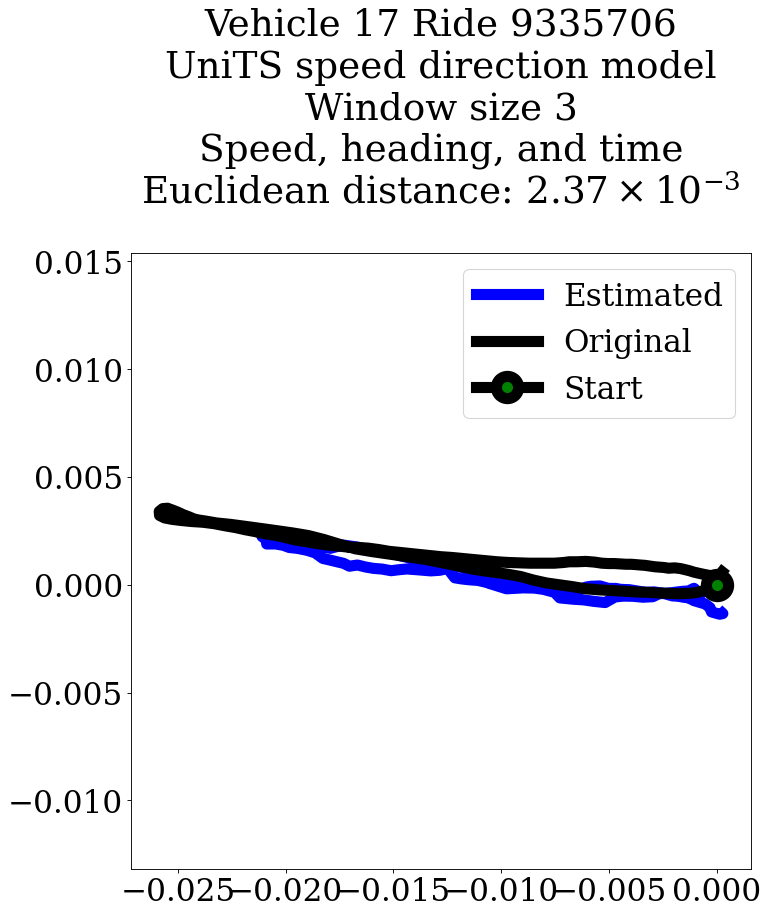 Vehicle 17 Ride 9335706
UniTS speed direction model
Window size 3
Speed, heading, and time
Euclidean distance: 2.37 × 10⁻³
0.015
0.010
0.005
0.000
−0.005
−0.010
Estimated
Original
Start
−0.025 −0.020 −0.015 −0.010 −0.005 0.000